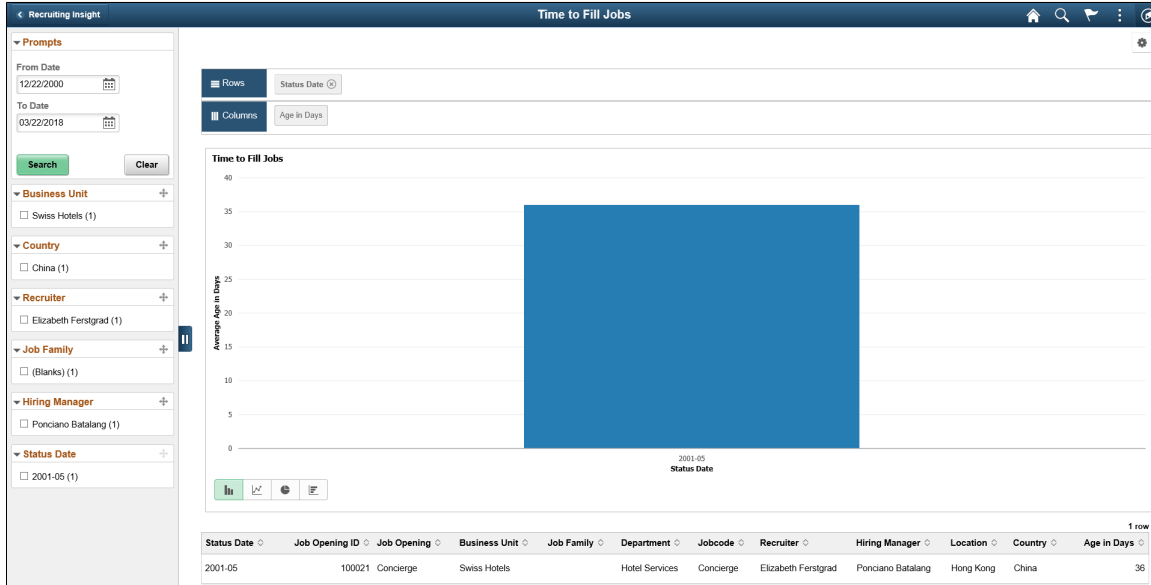 Recruiting Insight
Time to Fill Jobs
Prompts
From Date
12/22/2000
To Date
03/22/2018
Search Clear
Business Unit
Swiss Hotels (1)
Country
China (1)
Recruiter
Elizabeth Ferstgrad (1)
Job Family
(Blanks) (1)
Hiring Manager
Ponciano Batalang (1)
Status Date
2001-05 (1)
Rows Status Date
Columns Age in Days
Time to Fill Jobs
40
35
30
25
20
15
10
5
0
Average Age in Days
2001-05
Status Date
1 row
Status Date Job Opening ID Job Opening Business Unit Job Family Department Jobcode Recruiter Hiring Manager Location Country Age in Days
2001-05 100021 Concierge Swiss Hotels Hotel Services Concierge Elizabeth Ferstgrad Ponciano Batalang Hong Kong China 36